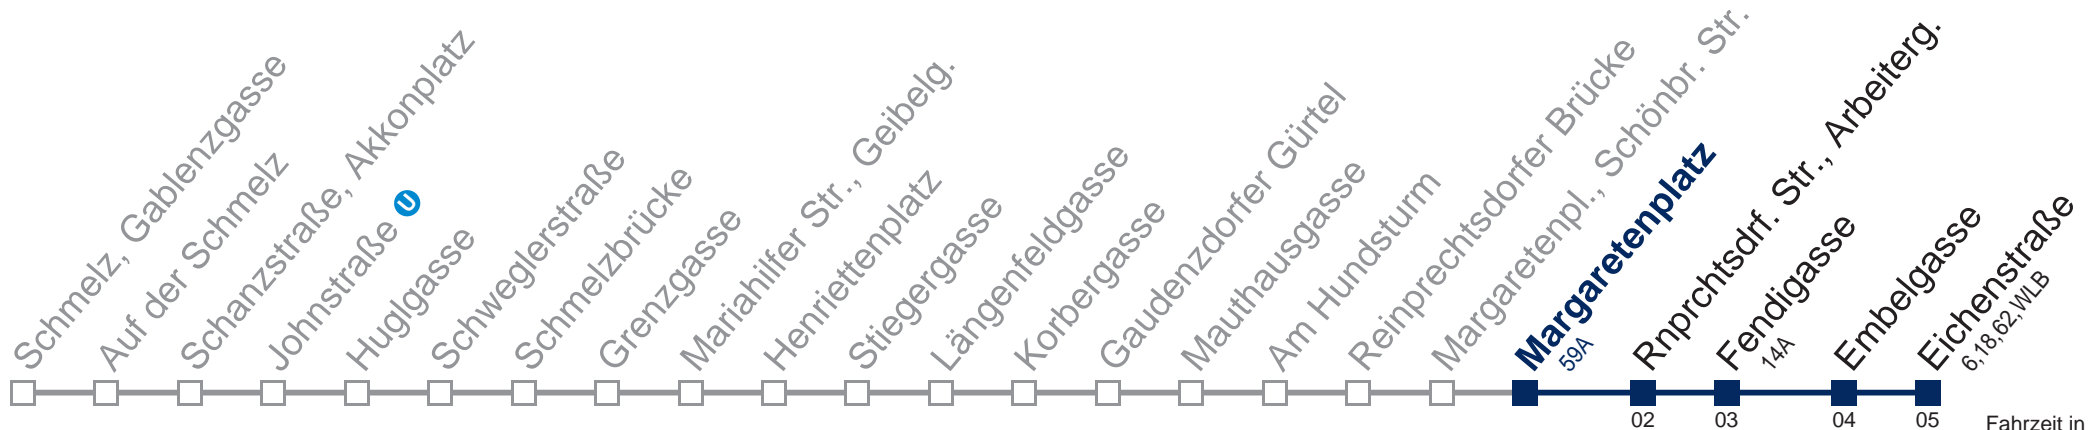 Schmelz, Gablenzgasse
Auf der Schmelz
Schanzstraße, Akkonplatz
Johnstraße U
Huglgasse
Schweglerstraße
Schmelzbrücke
Grenzgasse
Mariahilfer Str., Geibelg.
Henriettenplatz
Stiegergasse
Längenfeldgasse
Korbergasse
Gaudenzdorfer Gürtel
Mauthausgasse
Am Hundsturm
Reinprechtsdorfer Brücke
Margaretenpl., Schönbr. Str.
Margaretenplatz
59A
Rnprchtsdrf. Str., Arbeiterg.
Fendigasse
14A
Embelgasse
Eichenstraße
6,18,62,WLB
02 03 04 05
Fahrzeit in